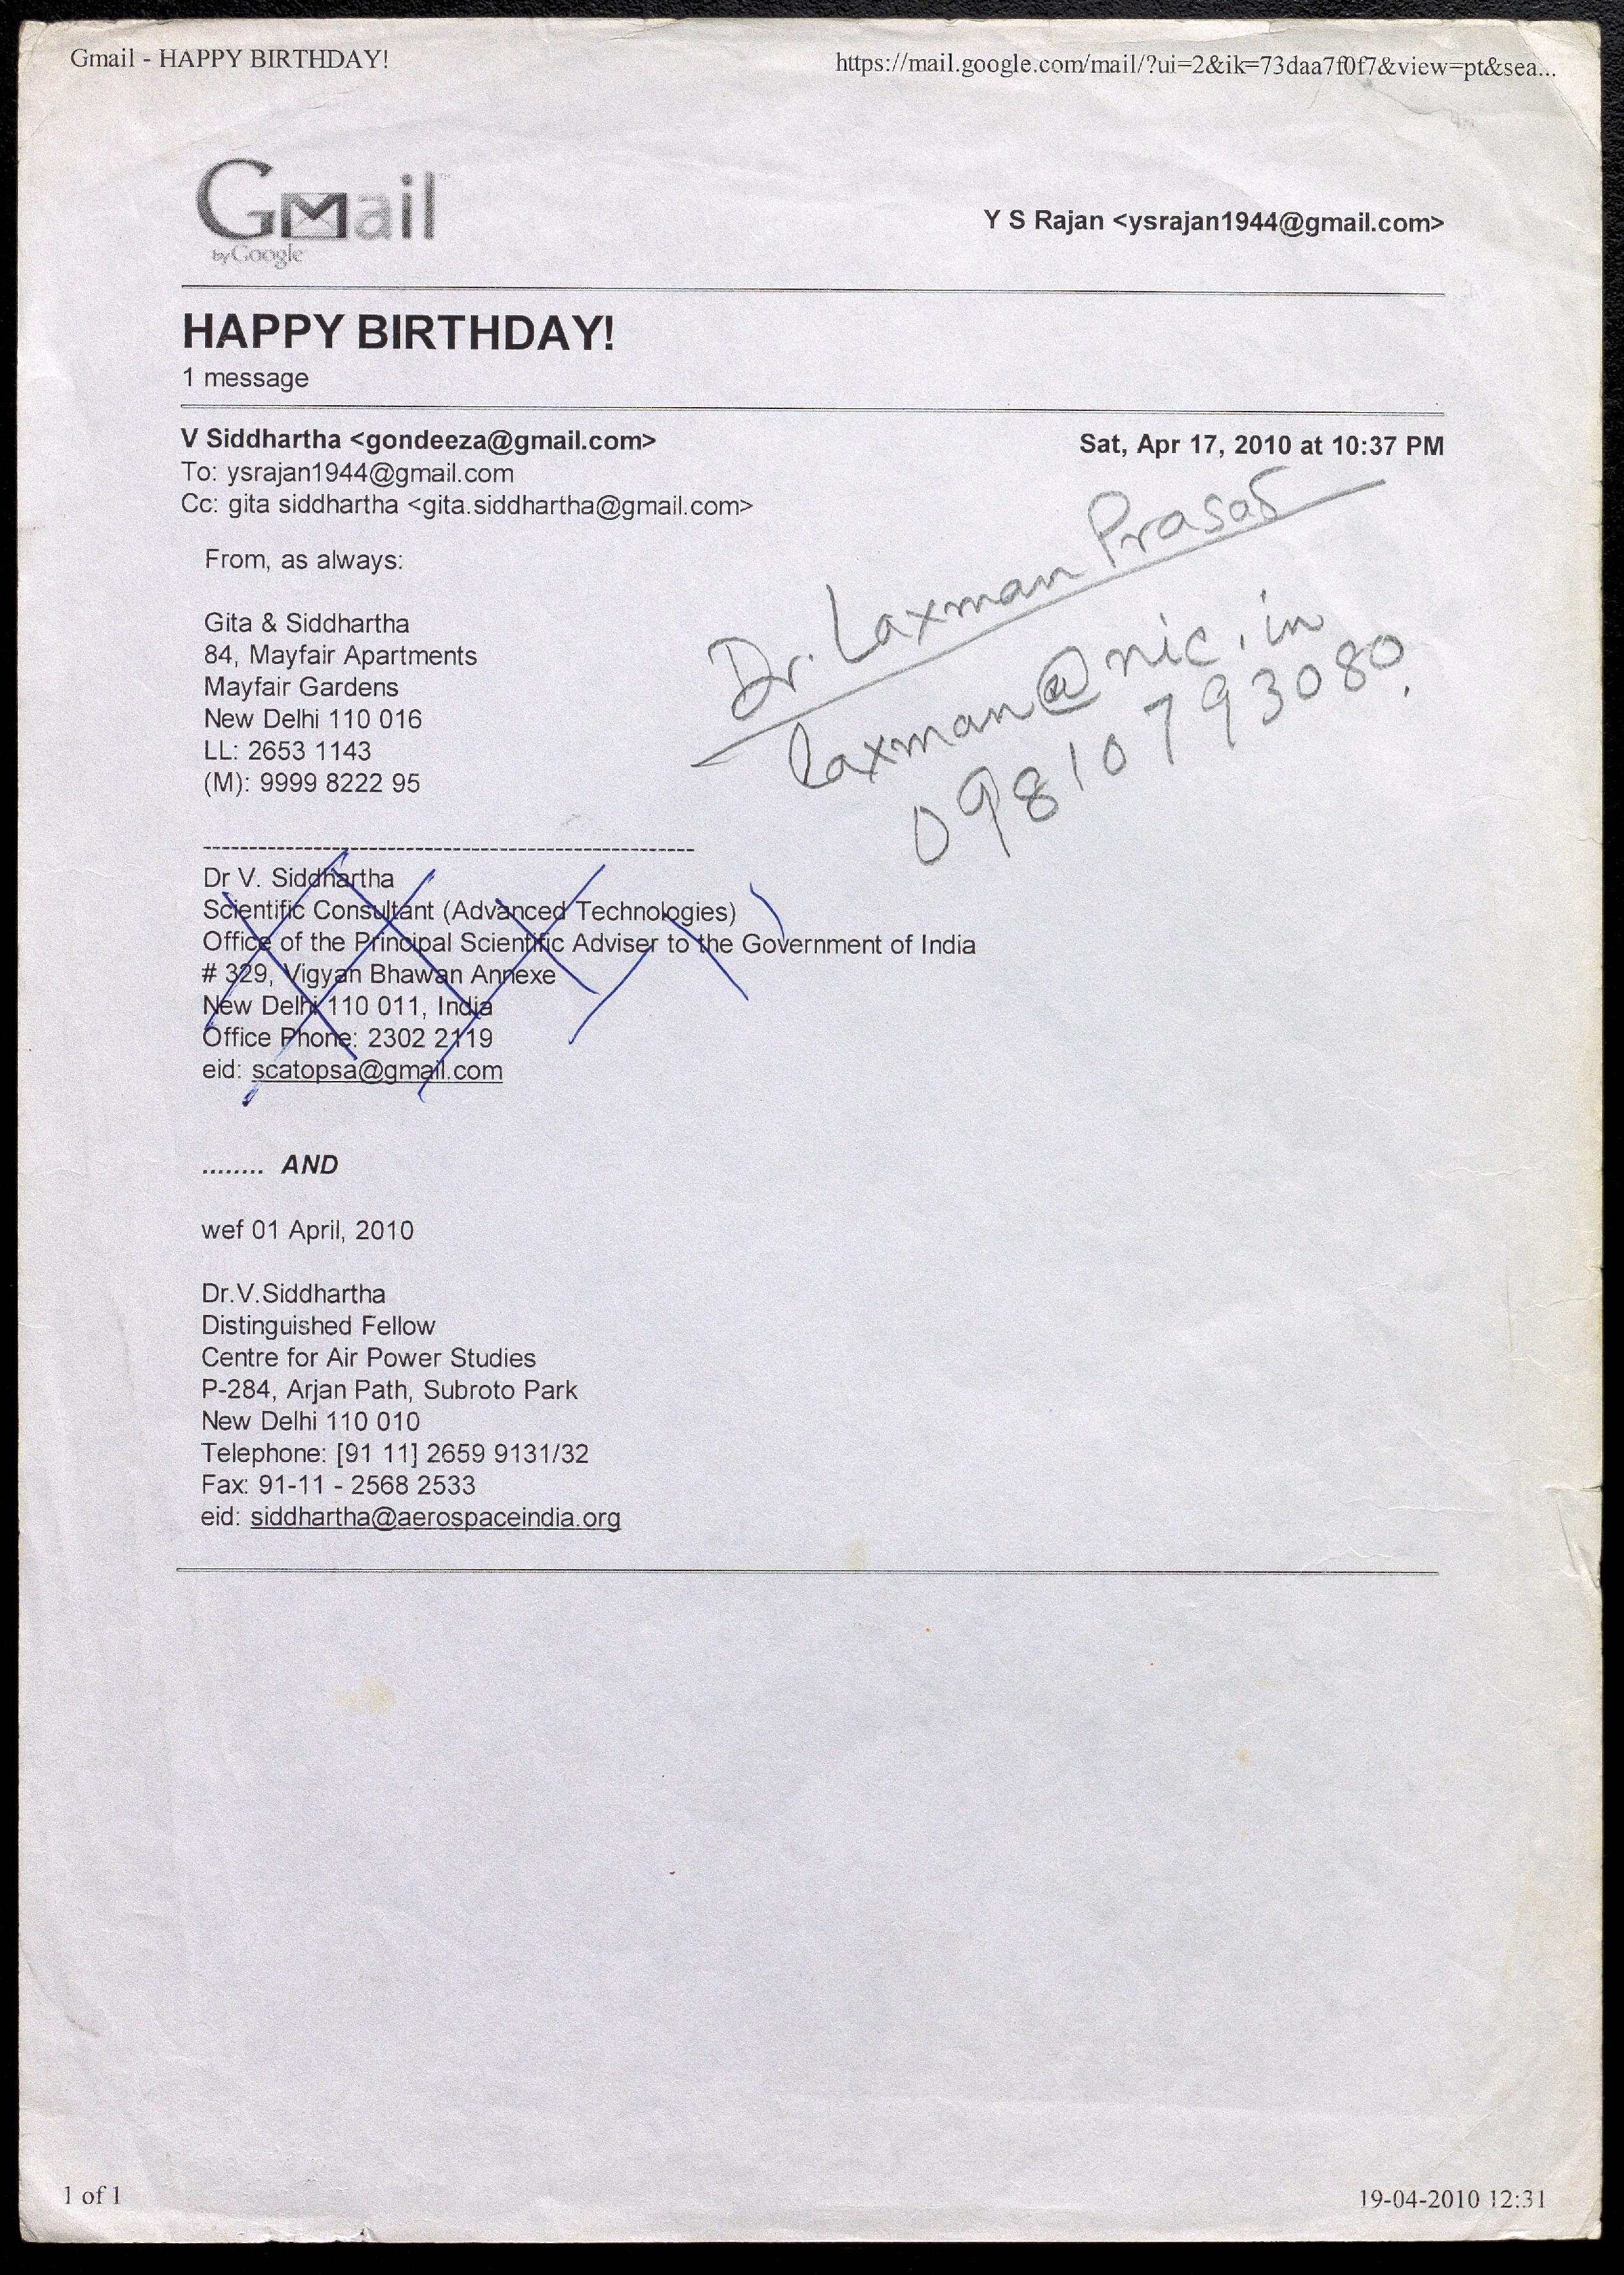 Gmail - HAPPY BIRTHDAY!
https://mail.google.com/mail/?ui=2&ik=73daa7f0f7&view=pt&sea...
Gmail
by Google
Y S Rajan <ysrajan1944@gmail.com>
HAPPY BIRTHDAY!
1 message
V Siddhartha <gondeeza@gmail.com>
Sat, Apr 17, 2010 at 10:37 PM
To: ysrajan1944@gmail.com
Cc: gita siddhartha <gita.siddhartha@gmail.com>
From, as always:
Gita & Siddhartha
84, Mayfair Apartments
Mayfair Gardens
New Delhi 110 016
LL: 2653 1143
(M): 9999 8222 95
Dr. Laxman Prasad
laxman@nic.in
09810793080.
------------------------------------------------------
Dr V. Siddhartha
Scientific Consultant (Advanced Technologies)
Office of the Principal Scientific Adviser to the Government of India
# 329, Vigyan Bhawan Annexe
New Delhi 110 011, India
Office Phone: 2302 2119
eid: scatopsa@gmail.com
........ AND
wef 01 April, 2010
Dr.V.Siddhartha
Distinguished Fellow
Centre for Air Power Studies
P-284, Arjan Path, Subroto Park
New Delhi 110 010
Telephone: [91 11] 2659 9131/32
Fax: 91-11 - 2568 2533
eid: siddhartha@aerospaceindia.org
1 of 1
19-04-2010 12:31